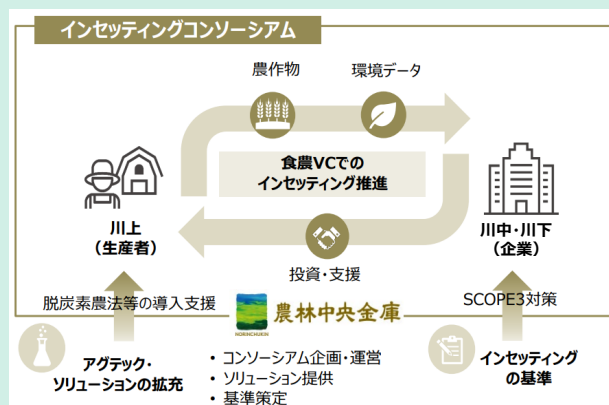 インセッティングコンソーシアム
農作物
環境データ
食農VCでの
インセッティング推進
川上
（生産者）
川中・川下
（企業）
投資・支援
脱炭素農法等の導入支援
SCOPE3対策
NORINCHUKIN
農林中央金庫
アグテック・
ソリューションの拡充
• コンソーシアム企画・運営
• ソリューション提供
• 基準策定
インセッティング
の基準